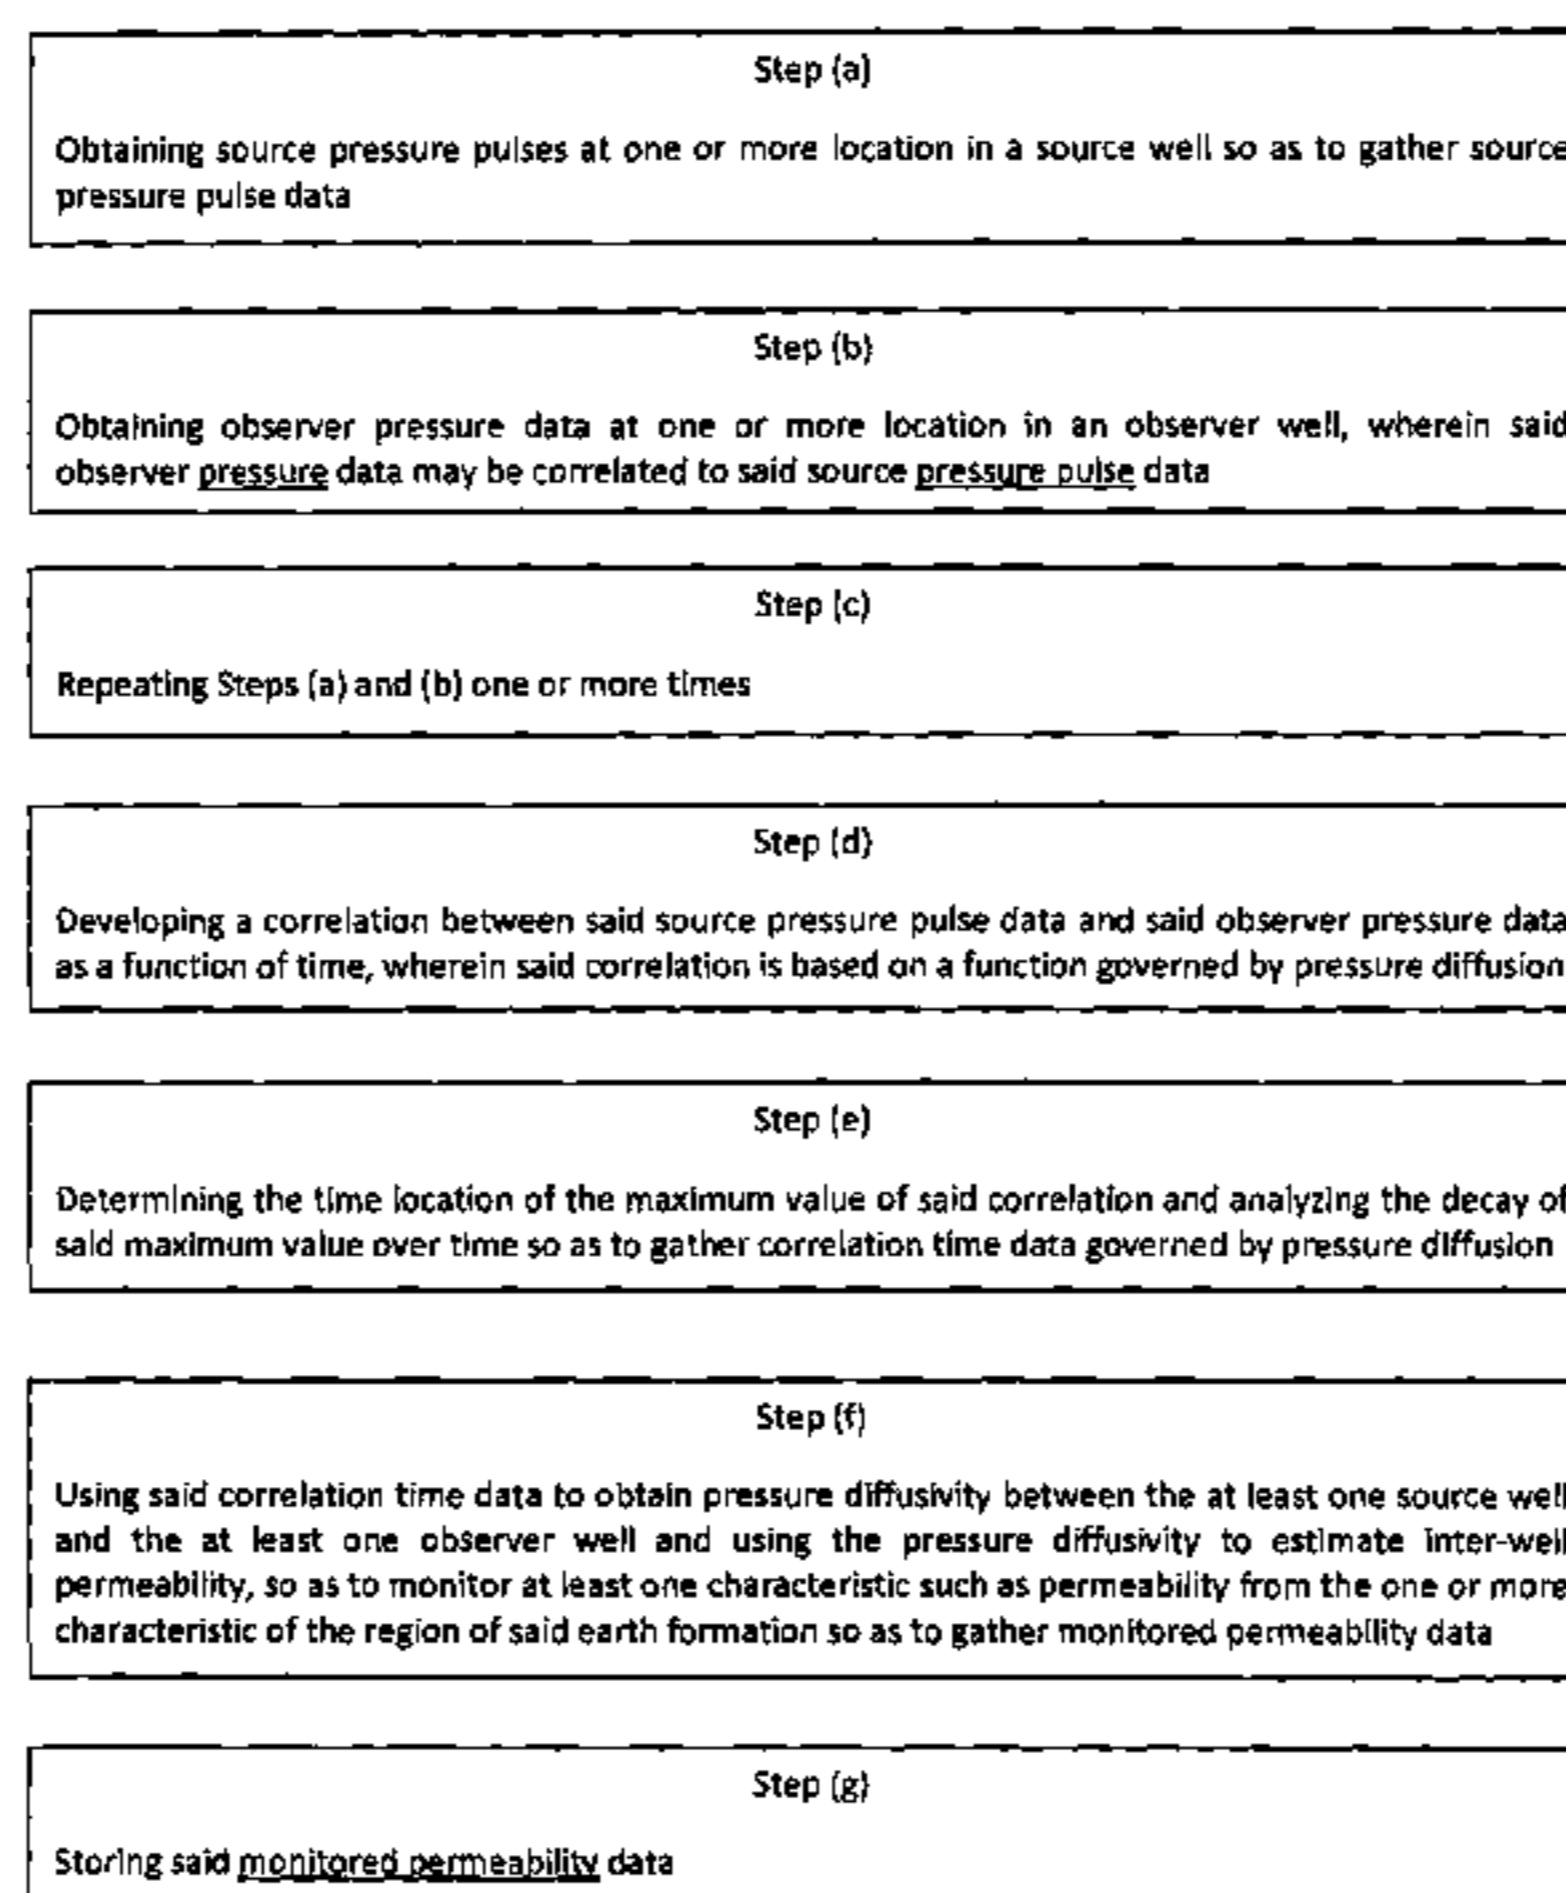 Step (a)
Obtaining source pressure pulses at one or more location in a source well so as to gather source
pressure pulse data
Step (b)
Obtaining observer pressure data at one or more location in an observer well, wherein said
observer pressure data may be correlated to said source pressure pulse data
Step (c)
Repeating Steps (a) and (b) one or more times
Step (d)
Developing a correlation between said source pressure pulse data and said observer pressure data
as a function of time, wherein said correlation is based on a function governed by pressure diffusion
Step (e)
Determining the time location of the maximum value of said correlation and analyzing the decay of
said maximum value over time so as to gather correlation time data governed by pressure diffusion
Step (f)
Using said correlation time data to obtain pressure diffusivity between the at least one source well
and the at least one observer well and using the pressure diffusivity to estimate inter-well
permeability, so as to monitor at least one characteristic such as permeability from the one or more
characteristic of the region of said earth formation so as to gather monitored permeability data
Step (g)
Storing said monitored permeability data